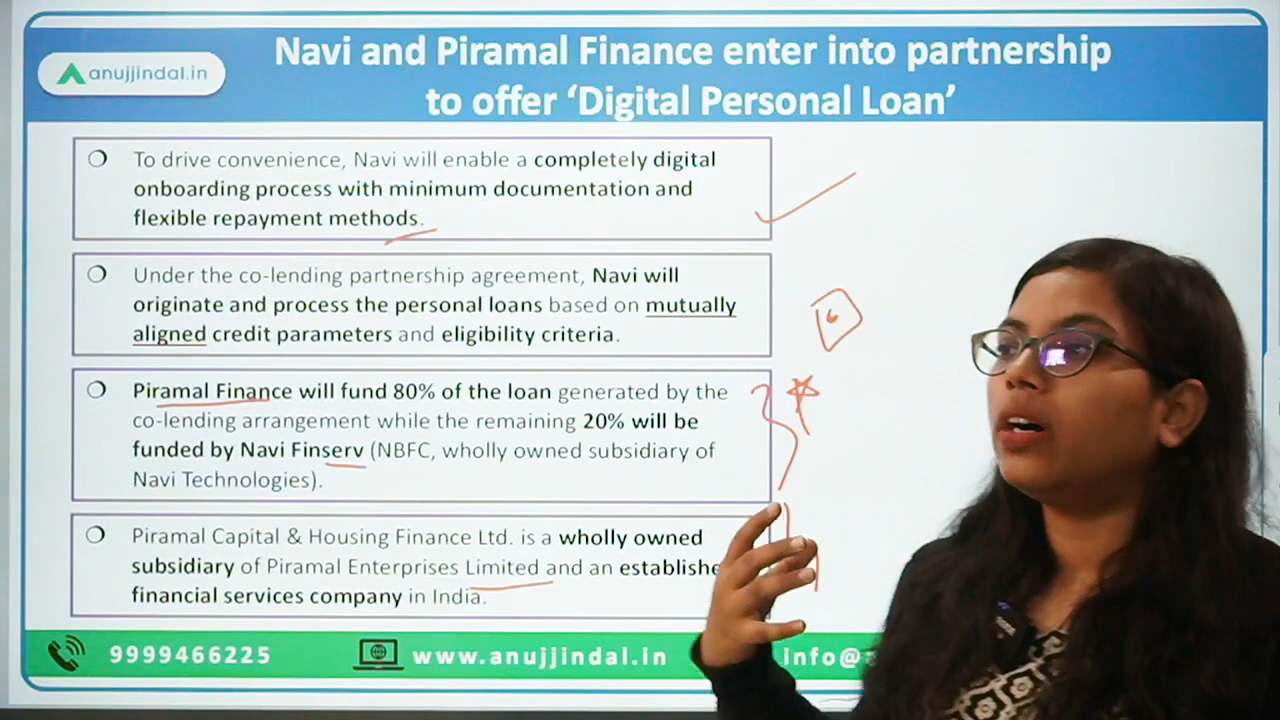 anujjindal.in
Navi and Piramal Finance enter into partnership
to offer ‘Digital Personal Loan’
To drive convenience, Navi will enable a completely digital
onboarding process with minimum documentation and
flexible repayment methods.
Under the co-lending partnership agreement, Navi will
originate and process the personal loans based on mutually
aligned credit parameters and eligibility criteria.
Piramal Finance will fund 80% of the loan generated by the
co-lending arrangement while the remaining 20% will be
funded by Navi Finserv (NBFC, wholly owned subsidiary of
Navi Technologies).
Piramal Capital & Housing Finance Ltd. is a wholly owned
subsidiary of Piramal Enterprises Limited and an establishe
financial services company in India.
9999466225
www.anujjindal.in
info@